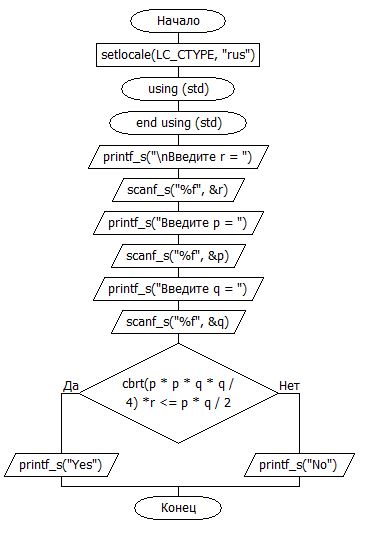 Начало
setlocale(LC_CTYPE, "rus")
using (std)
end using (std)
printf_s("\nВведите r = ")
scanf_s("%f", &r)
printf_s("Введите p = ")
scanf_s("%f", &p)
printf_s("Введите q = ")
scanf_s("%f", &q)
Да
cbrt(p * p * q * q /
4) *r <= p * q / 2
Нет
printf_s("Yes")
printf_s("No")
Конец